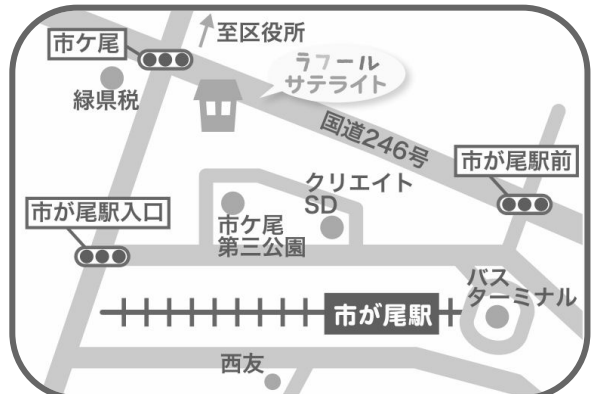 市ケ尾
至区役所
ラフール
サテライト
緑県税
国道246号
市が尾駅前
クリエイト
SD
市が尾駅入口
市ケ尾
第三公園
バス
ターミナル
市が尾駅
西友